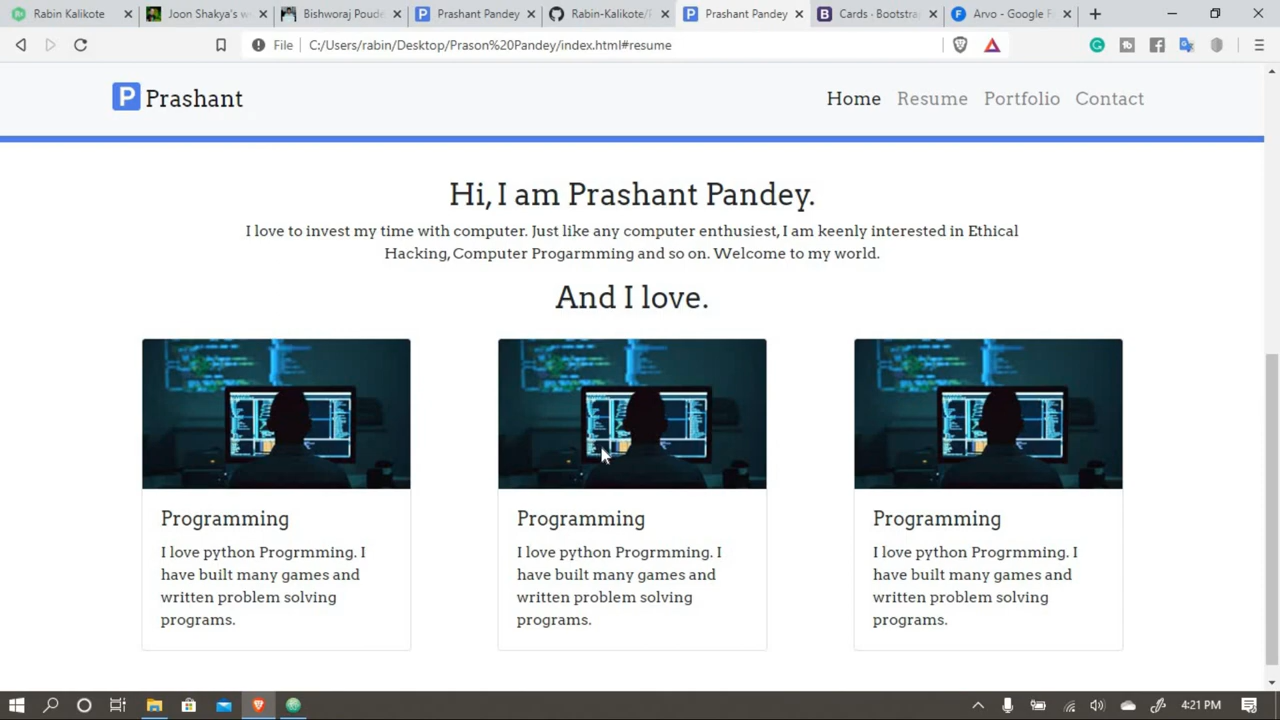 Rabin Kalikote
Joon Shakya's w
Bishworaj Poude
Prashant Pandey
Rabin-Kalikote/P
Prashant Pandey
Cards · Bootstra
Arvo - Google F
File
C:/Users/rabin/Desktop/Prason%20Pandey/index.html#resume
P Prashant
Home Resume Portfolio Contact
Hi, I am Prashant Pandey.
I love to invest my time with computer. Just like any computer enthusiest, I am keenly interested in Ethical
Hacking, Computer Progarmming and so on. Welcome to my world.
And I love.
Programming
I love python Progrmming. I
have built many games and
written problem solving
programs.
Programming
I love python Progrmming. I
have built many games and
written problem solving
programs.
Programming
I love python Progrmming. I
have built many games and
written problem solving
programs.
4:21 PM